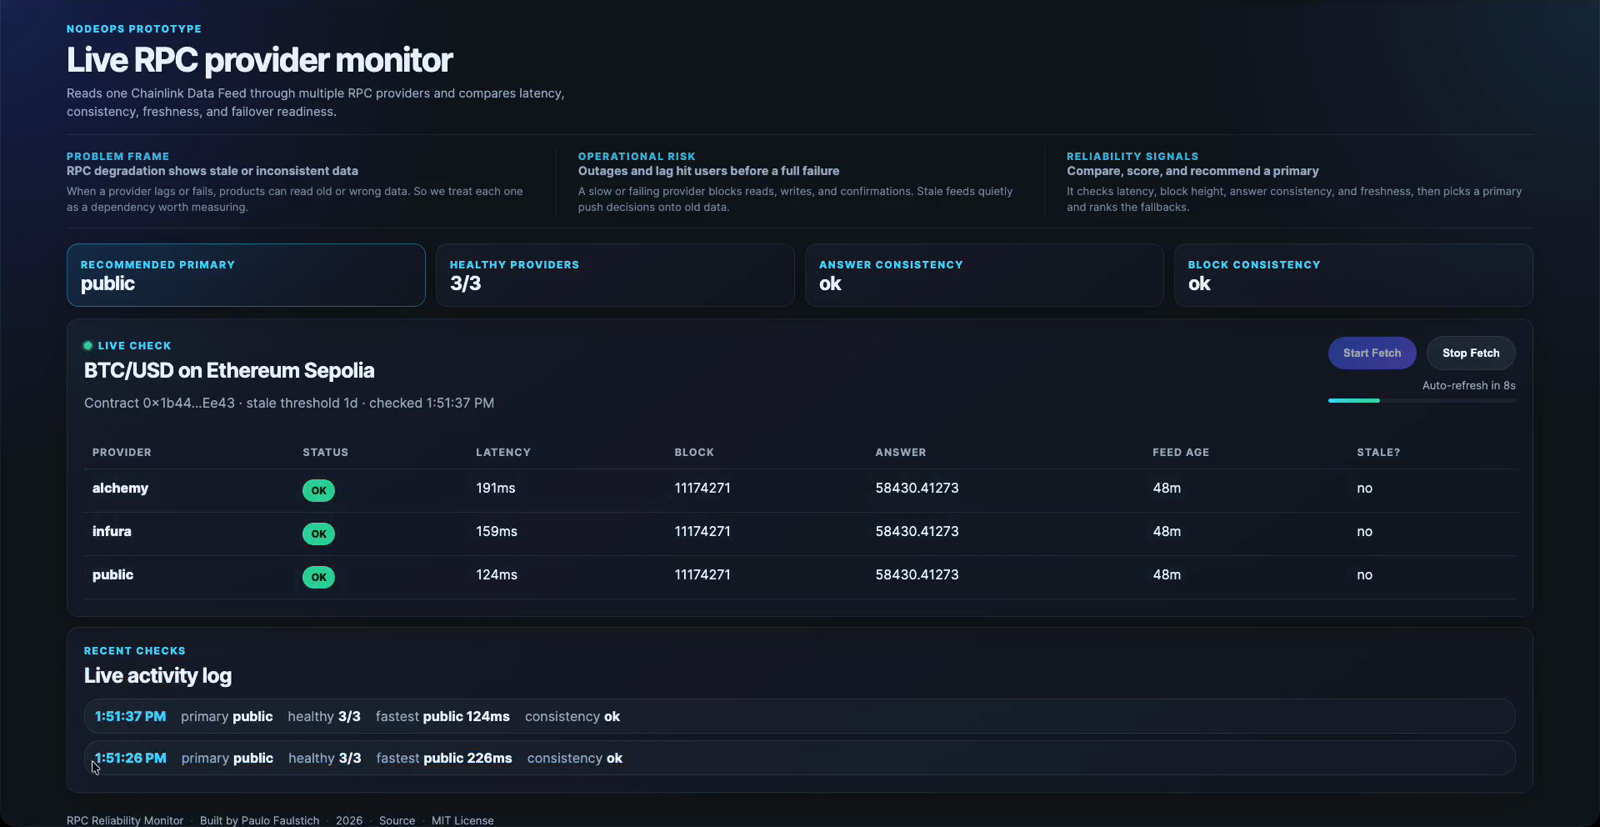 NODEOPS PROTOTYPE
Live RPC provider monitor
Reads one Chainlink Data Feed through multiple RPC providers and compares latency,
consistency, freshness, and failover readiness.
PROBLEM FRAME
RPC degradation shows stale or inconsistent data
When a provider lags or fails, products can read old or wrong data. So we treat each one
as a dependency worth measuring.
OPERATIONAL RISK
Outages and lag hit users before a full failure
A slow or failing provider blocks reads, writes, and confirmations. Stale feeds quietly
push decisions onto old data.
RELIABILITY SIGNALS
Compare, score, and recommend a primary
It checks latency, block height, answer consistency, and freshness, then picks a primary
and ranks the fallbacks.
RECOMMENDED PRIMARY
public
HEALTHY PROVIDERS
3/3
ANSWER CONSISTENCY
ok
BLOCK CONSISTENCY
ok
LIVE CHECK
BTC/USD on Ethereum Sepolia
Contract 0x1b44...Ee43 · stale threshold 1d · checked 1:51:37 PM
Start Fetch Stop Fetch
Auto-refresh in 8s
PROVIDER STATUS LATENCY BLOCK ANSWER FEED AGE STALE?
alchemy OK 191ms 11174271 58430.41273 48m no
infura OK 159ms 11174271 58430.41273 48m no
public OK 124ms 11174271 58430.41273 48m no
RECENT CHECKS
Live activity log
1:51:37 PM primary public healthy 3/3 fastest public 124ms consistency ok
1:51:26 PM primary public healthy 3/3 fastest public 226ms consistency ok
RPC Reliability Monitor · Built by Paulo Faulstich · 2026 · Source · MIT License